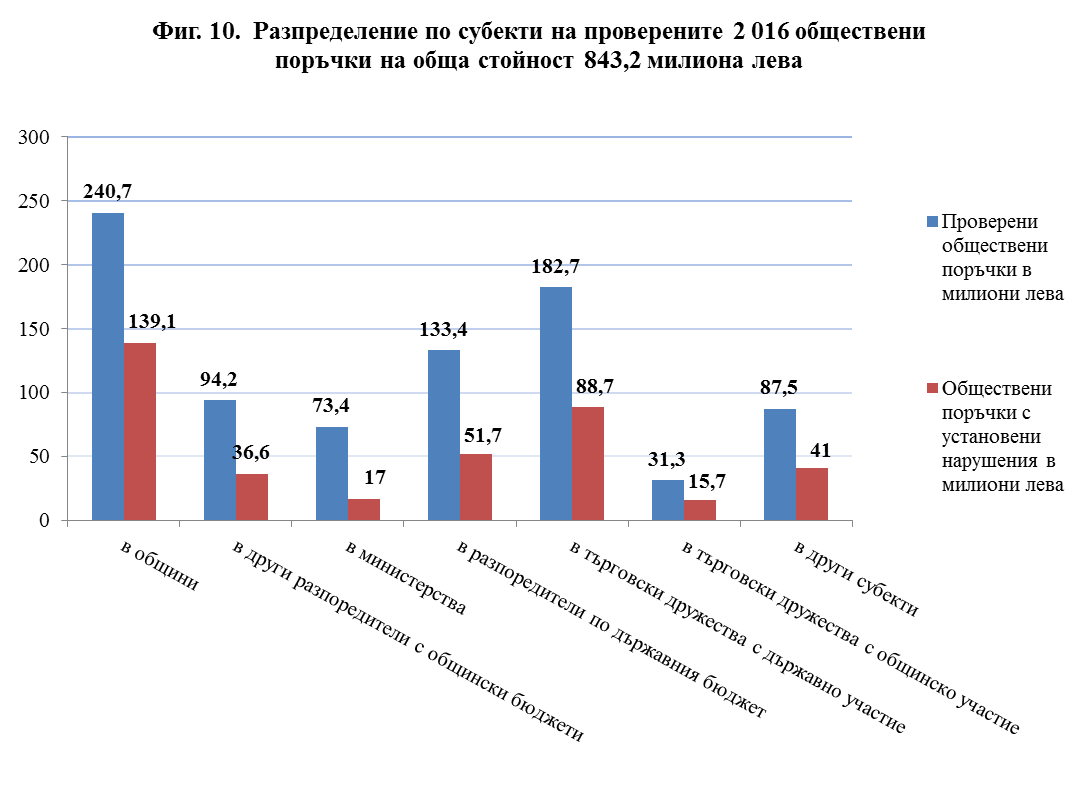 Фиг. 10. Разпределение по субекти на проверените 2 016 обществени
поръчки на обща стойност 843,2 милиона лева
300
250
200
150
100
50
0
240,7
139,1
94,2
36,6
73,4
17
133,4
51,7
182,7
88,7
31,3
15,7
87,5
41
в общини
в други разпоредители с общински бюджети
в министерства
в разпоредители по държавния бюджет
в търговски дружества с държавно участие
в търговски дружества с общинско участие
в други субекти
Проверени
обществени
поръчки в
милиони лева
Обществени
поръчки с
установени
нарушения в
милиони лева